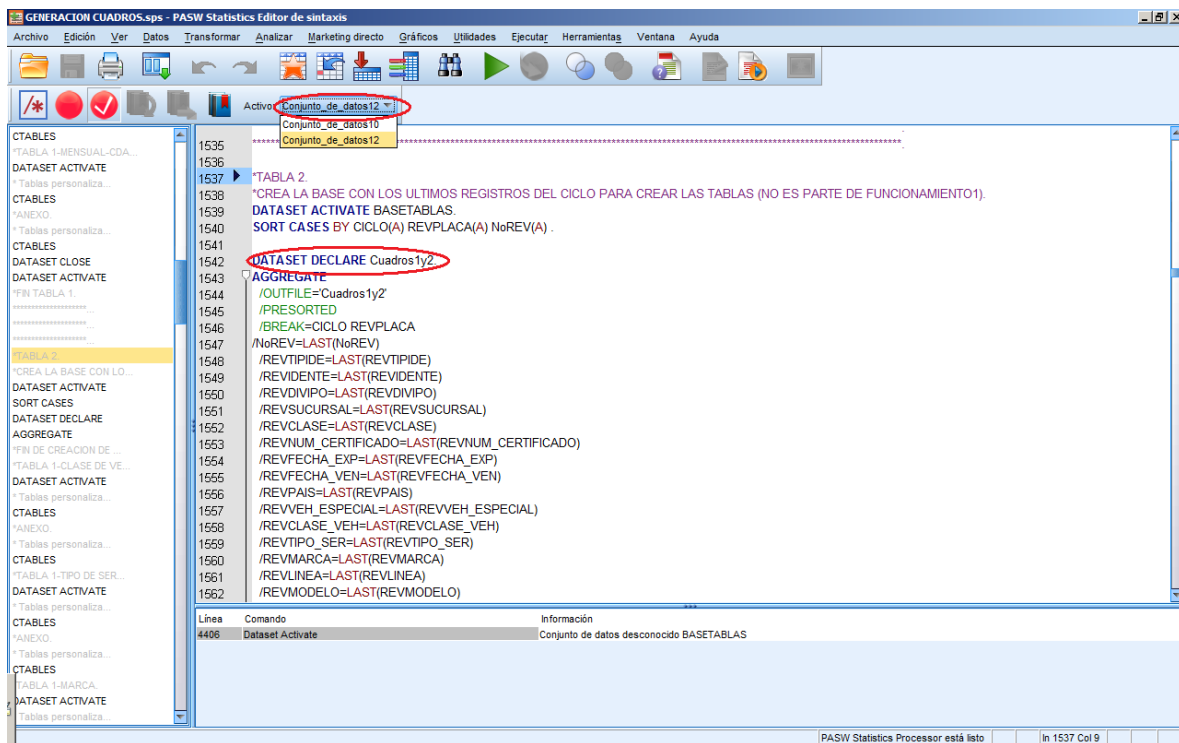 GENERACION CUADROS.sps - PASW Statistics Editor de sintaxis
Archivo Edición Ver Datos Transformar Analizar Marketing directo Gráficos Utilidades Ejecutar Herramientas Ventana Ayuda
Activo: Conjunto_de_datos12
Conjunto_de_datos10
Conjunto_de_datos12
CTABLES
*TABLA 1-MENSUAL-CDA...
DATASET ACTIVATE
* Tablas personaliza...
CTABLES
*ANEXO.
* Tablas personaliza...
CTABLES
DATASET CLOSE
DATASET ACTIVATE
*FIN TABLA 1.
********************...
********************...
********************...
*TABLA 2.
*CREA LA BASE CON LO...
DATASET ACTIVATE
SORT CASES
DATASET DECLARE
AGGREGATE
*FIN DE CREACION DE ...
*TABLA 1-CLASE DE VE...
DATASET ACTIVATE
* Tablas personaliza...
CTABLES
*ANEXO.
* Tablas personaliza...
CTABLES
*TABLA 1-TIPO DE SER...
DATASET ACTIVATE
* Tablas personaliza...
CTABLES
*ANEXO.
* Tablas personaliza...
CTABLES
TABLA 1-MARCA.
DATASET ACTIVATE
Tablas personaliza...
1535
1536
1537 *TABLA 2.
1538 *CREA LA BASE CON LOS ULTIMOS REGISTROS DEL CICLO PARA CREAR LAS TABLAS (NO ES PARTE DE FUNCIONAMIENTO1).
1539 DATASET ACTIVATE BASETABLAS.
1540 SORT CASES BY CICLO(A) REVPLACA(A) NoREV(A) .
1541
1542 DATASET DECLARE Cuadros1y2.
1543 AGGREGATE
1544 /OUTFILE='Cuadros1y2'
1545 /PRESORTED
1546 /BREAK=CICLO REVPLACA
1547 /NoREV=LAST(NoREV)
1548 /REVTIPIDE=LAST(REVTIPIDE)
1549 /REVIDENTE=LAST(REVIDENTE)
1550 /REVDIVIPO=LAST(REVDIVIPO)
1551 /REVSUCURSAL=LAST(REVSUCURSAL)
1552 /REVCLASE=LAST(REVCLASE)
1553 /REVNUM_CERTIFICADO=LAST(REVNUM_CERTIFICADO)
1554 /REVFECHA_EXP=LAST(REVFECHA_EXP)
1555 /REVFECHA_VEN=LAST(REVFECHA_VEN)
1556 /REVPAIS=LAST(REVPAIS)
1557 /REVVEH_ESPECIAL=LAST(REVVEH_ESPECIAL)
1558 /REVCLASE_VEH=LAST(REVCLASE_VEH)
1559 /REVTIPO_SER=LAST(REVTIPO_SER)
1560 /REVMARCA=LAST(REVMARCA)
1561 /REVLINEA=LAST(REVLINEA)
1562 /REVMODELO=LAST(REVMODELO)
Línea Comando Información
4406 Dataset Activate Conjunto de datos desconocido BASETABLAS
PASW Statistics Processor está listo In 1537 Col 9